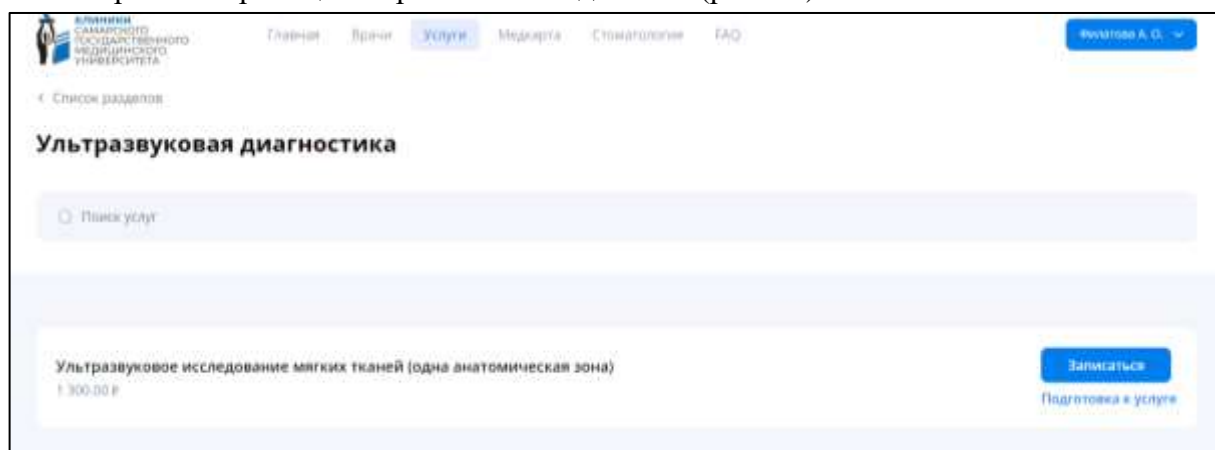 КЛИНИКИ
САМАРСКОГО
ГОСУДАРСТВЕННОГО
МЕДИЦИНСКОГО
УНИВЕРСИТЕТА
Главная Врачи Услуги Медкарта Стоматология FAQ
Филатова А. О.
< Список разделов
Ультразвуковая диагностика
Поиск услуг
Ультразвуковое исследование мягких тканей (одна анатомическая зона)
1 300.00 ₽
Записаться
Подготовка к услуге